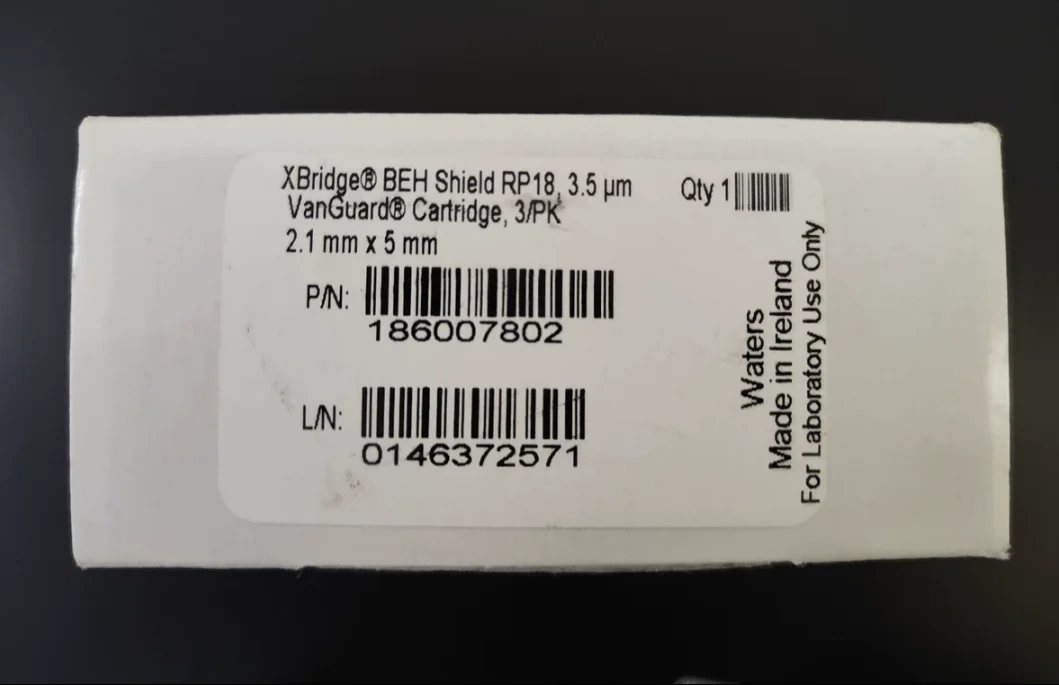 XBridge® BEH Shield RP18, 3.5 µm
VanGuard® Cartridge, 3/PK
2.1 mm x 5 mm
Qty 1
P/N:
186007802
L/N:
0146372571
Waters
Made in Ireland
For Laboratory Use Only